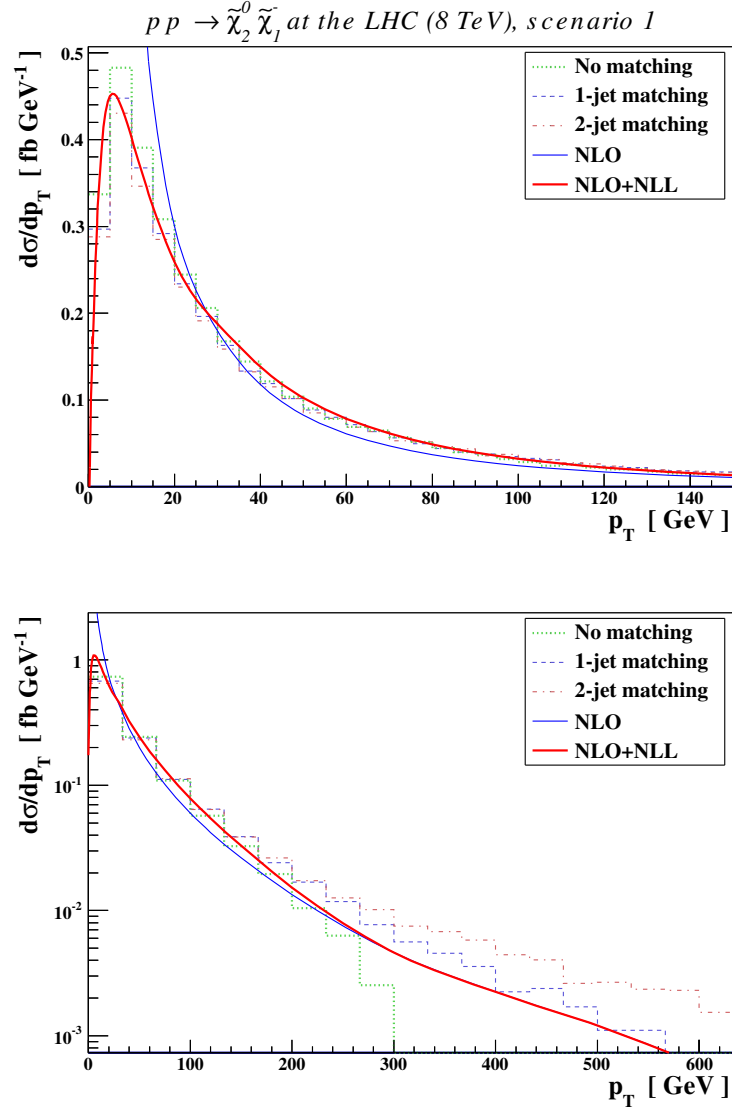 p p → χ̃₂⁰ χ̃₁⁻ at the LHC (8 TeV), scenario 1
dσ/dp_T [ fb GeV⁻¹ ]
0.5
0.4
0.3
0.2
0.1
0
No matching
1-jet matching
2-jet matching
NLO
NLO+NLL
0 20 40 60 80 100 120 140
p_T [ GeV ]
dσ/dp_T [ fb GeV⁻¹ ]
1
10⁻¹
10⁻²
10⁻³
No matching
1-jet matching
2-jet matching
NLO
NLO+NLL
0 100 200 300 400 500 600
p_T [ GeV ]